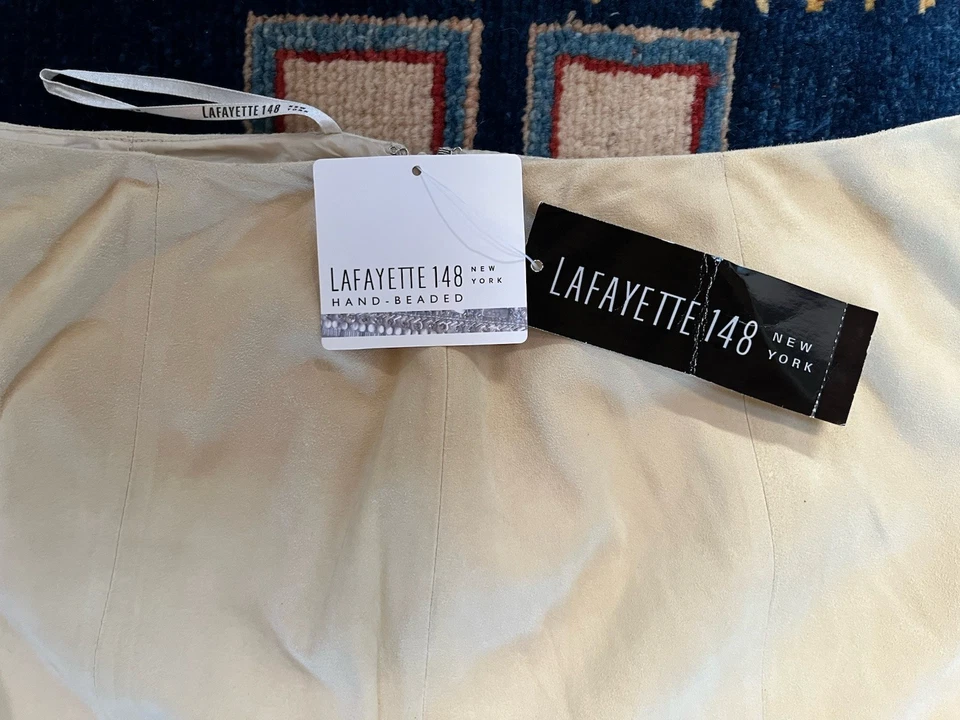 LAFAYETTE 148
LAFAYETTE 148 NEW YORK
HAND-BEADED
LAFAYETTE 148 NEW YORK